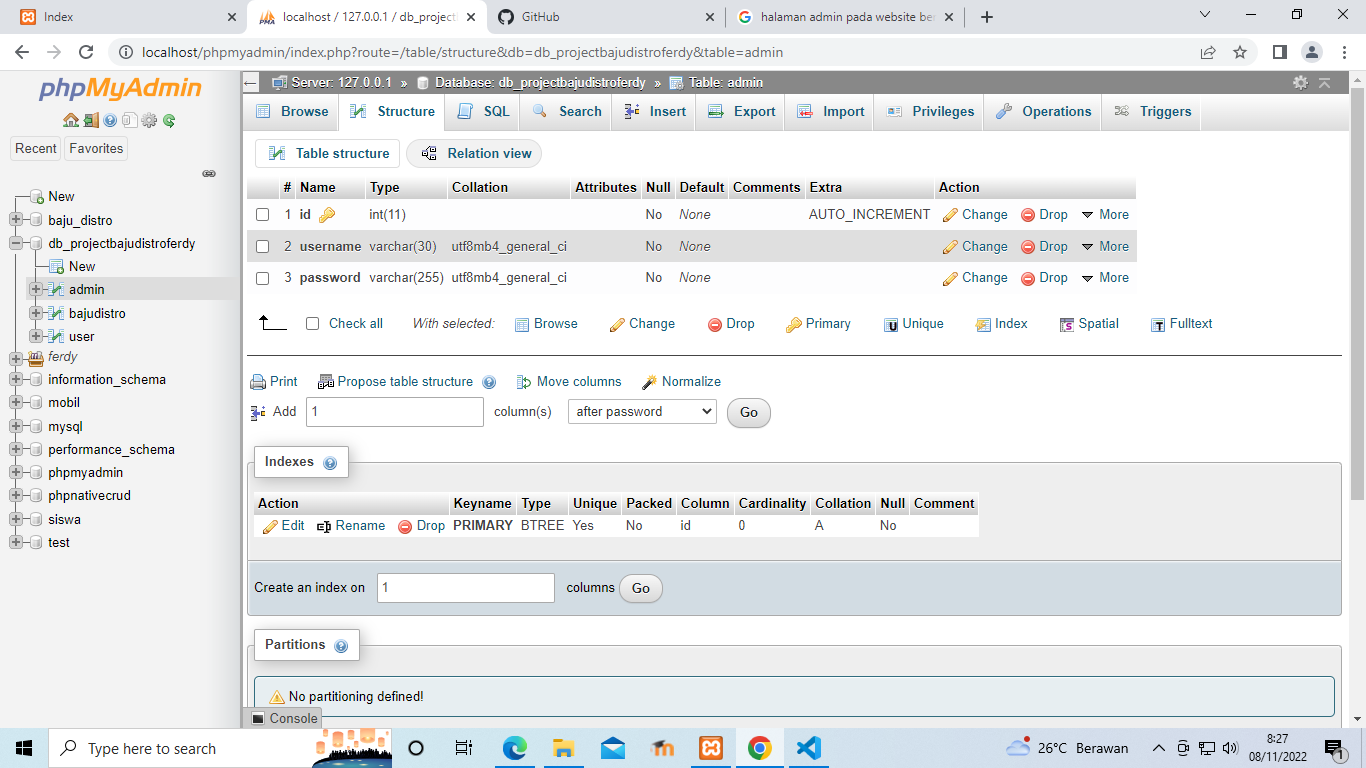 Index
localhost / 127.0.0.1 / db_project
GitHub
halaman admin pada website be
localhost/phpmyadmin/index.php?route=/table/structure&db=db_projectbajudistroferdy&table=admin
phpMyAdmin
Recent Favorites
New
baju_distro
db_projectbajudistroferdy
New
admin
bajudistro
user
ferdy
information_schema
mobil
mysql
performance_schema
phpmyadmin
phpnativecrud
siswa
test
Server: 127.0.0.1 » Database: db_projectbajudistroferdy » Table: admin
Browse Structure SQL Search Insert Export Import Privileges Operations Triggers
Table structure Relation view
# Name Type Collation Attributes Null Default Comments Extra Action
1 id int(11) No None AUTO_INCREMENT Change Drop More
2 username varchar(30) utf8mb4_general_ci No None Change Drop More
3 password varchar(255) utf8mb4_general_ci No None Change Drop More
Check all With selected: Browse Change Drop Primary Unique Index Spatial Fulltext
Print Propose table structure Move columns Normalize
Add 1 column(s) after password Go
Indexes
Action Keyname Type Unique Packed Column Cardinality Collation Null Comment
Edit Rename Drop PRIMARY BTREE Yes No id 0 A No
Create an index on 1 columns Go
Partitions
No partitioning defined!
Console
Type here to search
26°C Berawan
8:27
08/11/2022
1